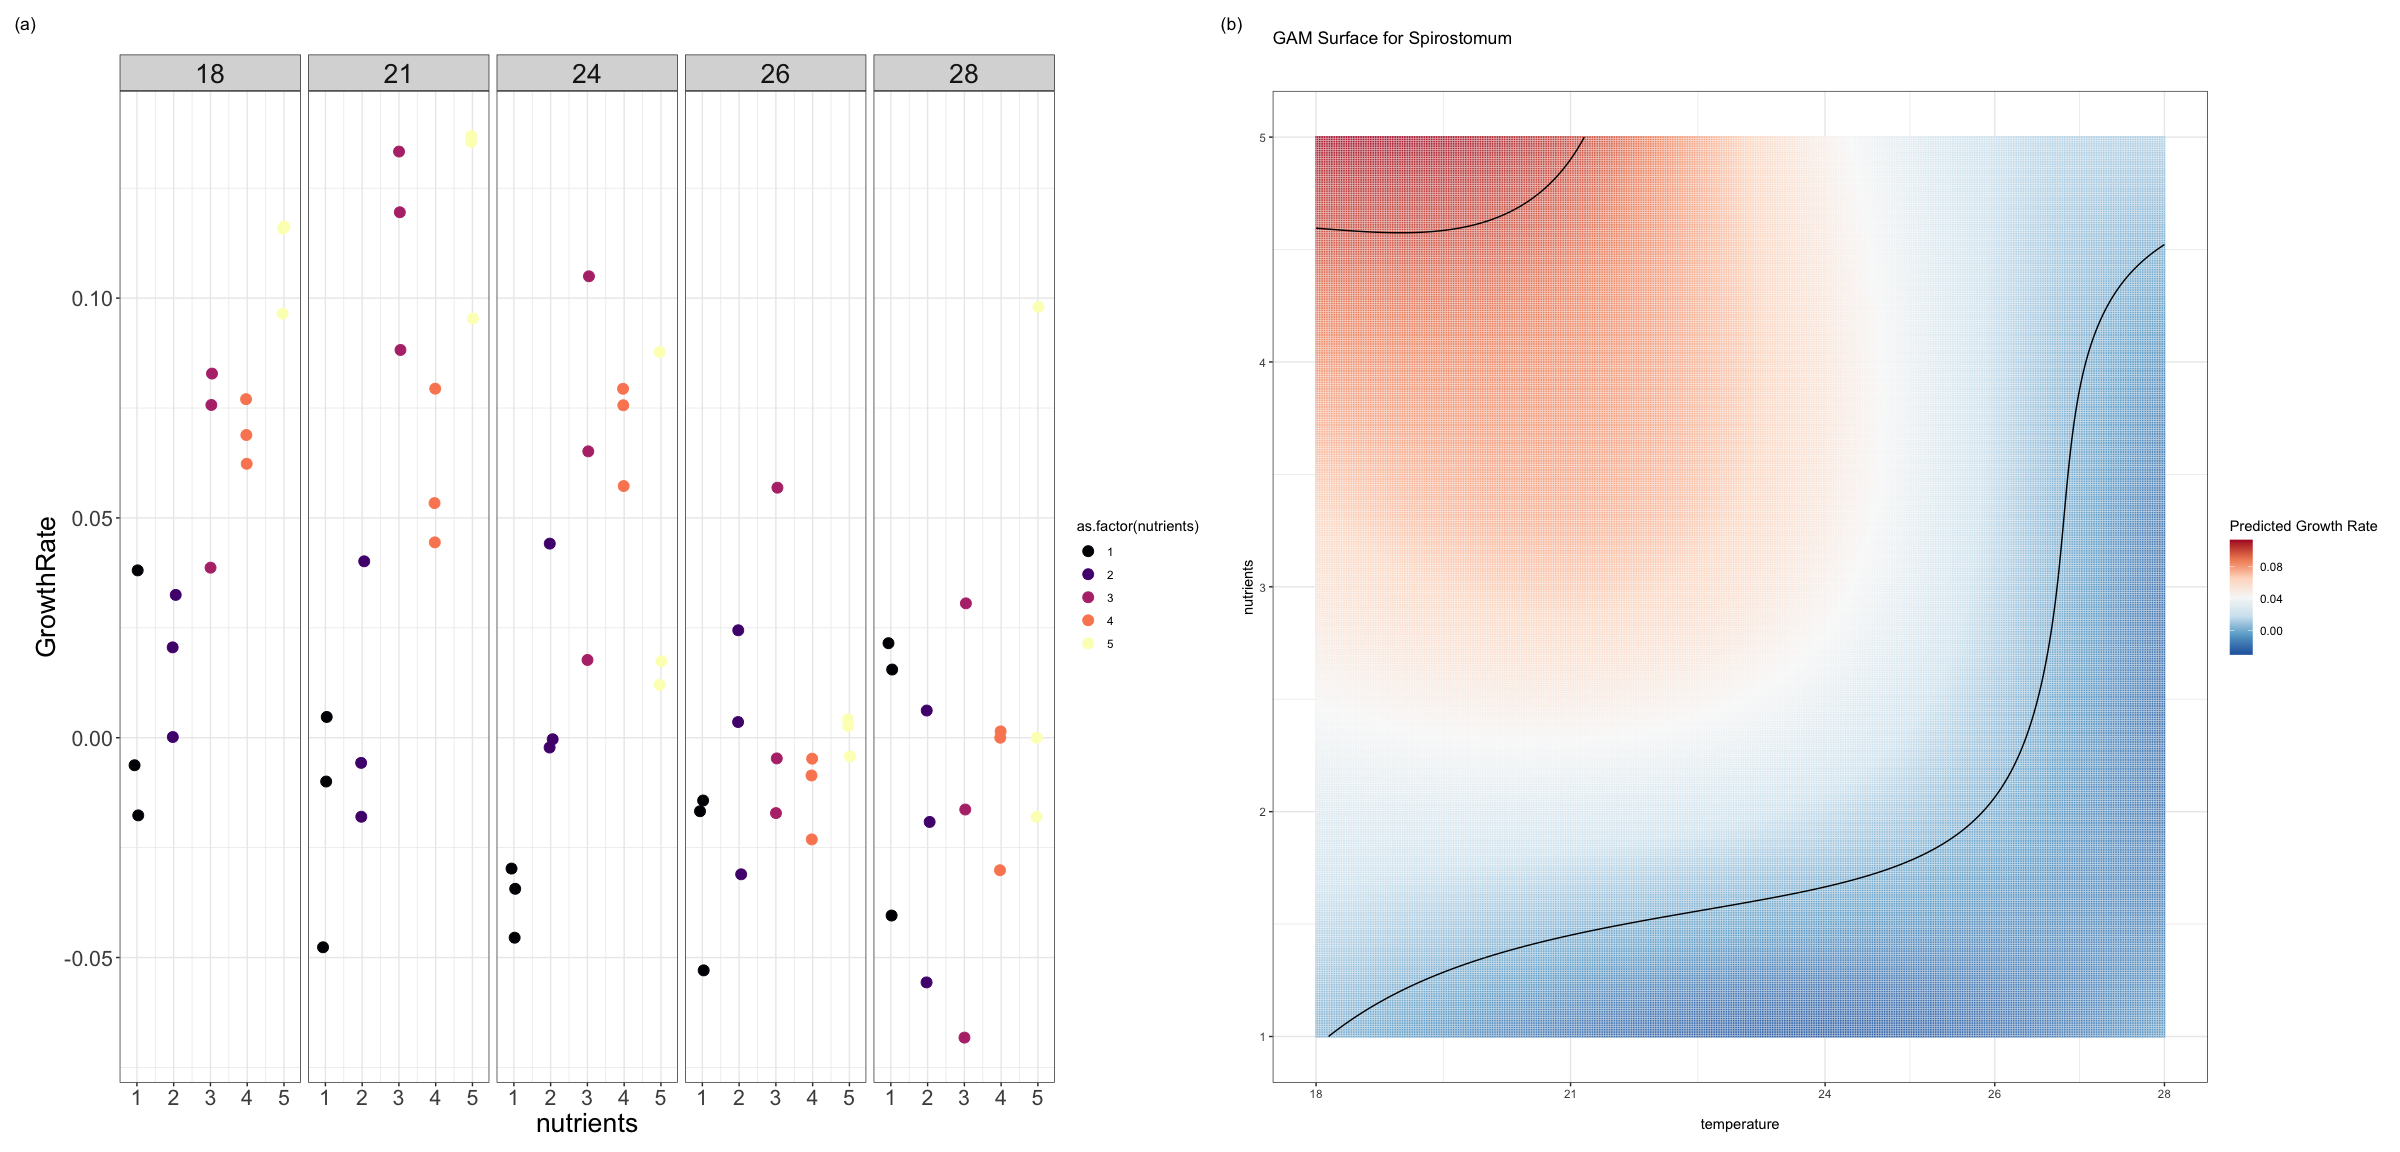 (a)
18 21 24 26 28
GrowthRate
0.10
0.05
0.00
-0.05
1 2 3 4 5 1 2 3 4 5 1 2 3 4 5 1 2 3 4 5 1 2 3 4 5
nutrients
as.factor(nutrients)
1
2
3
4
5
(b)
GAM Surface for Spirostomum
nutrients
5
4
3
2
1
18 21 24 26 28
temperature
Predicted Growth Rate
0.08
0.04
0.00